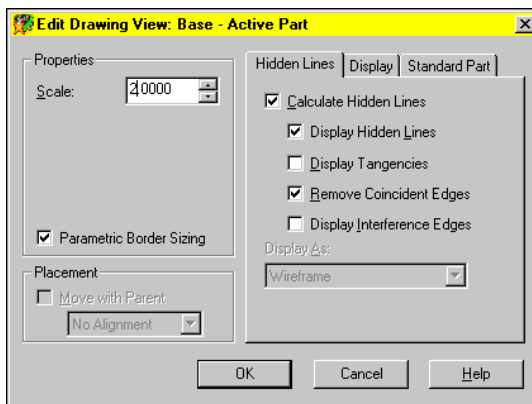 Edit Drawing View: Base - Active Part
Properties
Scale: 2.0000
Parametric Border Sizing
Placement
Move with Parent
No Alignment
Hidden Lines Display Standard Part
Calculate Hidden Lines
Display Hidden Lines
Display Tangencies
Remove Coincident Edges
Display Interference Edges
Display As:
Wireframe
OK Cancel Help